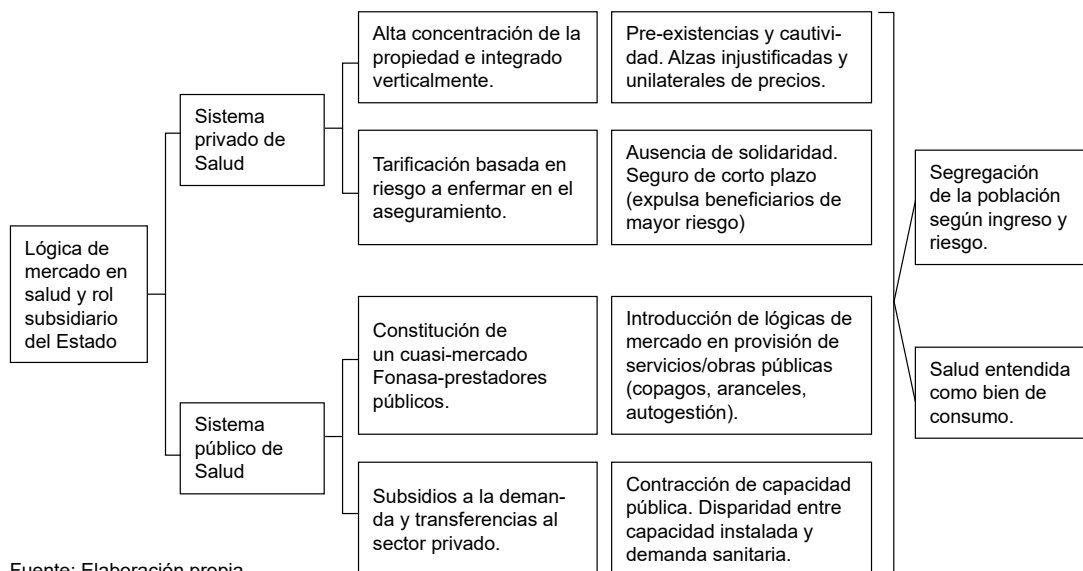 Lógica de
mercado en
salud y rol
subsidiario
del Estado
Sistema
privado de
Salud
Alta concentración de la
propiedad e integrado
verticalmente.
Pre-existencias y cautivi-
dad. Alzas injustificadas y
unilaterales de precios.
Tarificación basada en
riesgo a enfermar en el
aseguramiento.
Ausencia de solidaridad.
Seguro de corto plazo
(expulsa beneficiarios de
mayor riesgo)
Sistema
público de
Salud
Constitución de
un cuasi-mercado
Fonasa-prestadores
públicos.
Introducción de lógicas de
mercado en provisión de
servicios/obras públicas
(copagos, aranceles,
autogestión).
Subsidios a la deman-
da y transferencias al
sector privado.
Contracción de capacidad
pública. Disparidad entre
capacidad instalada y
demanda sanitaria.
Segregación
de la población
según ingreso y
riesgo.
Salud entendida
como bien de
consumo.
Fuente: Elaboración propia